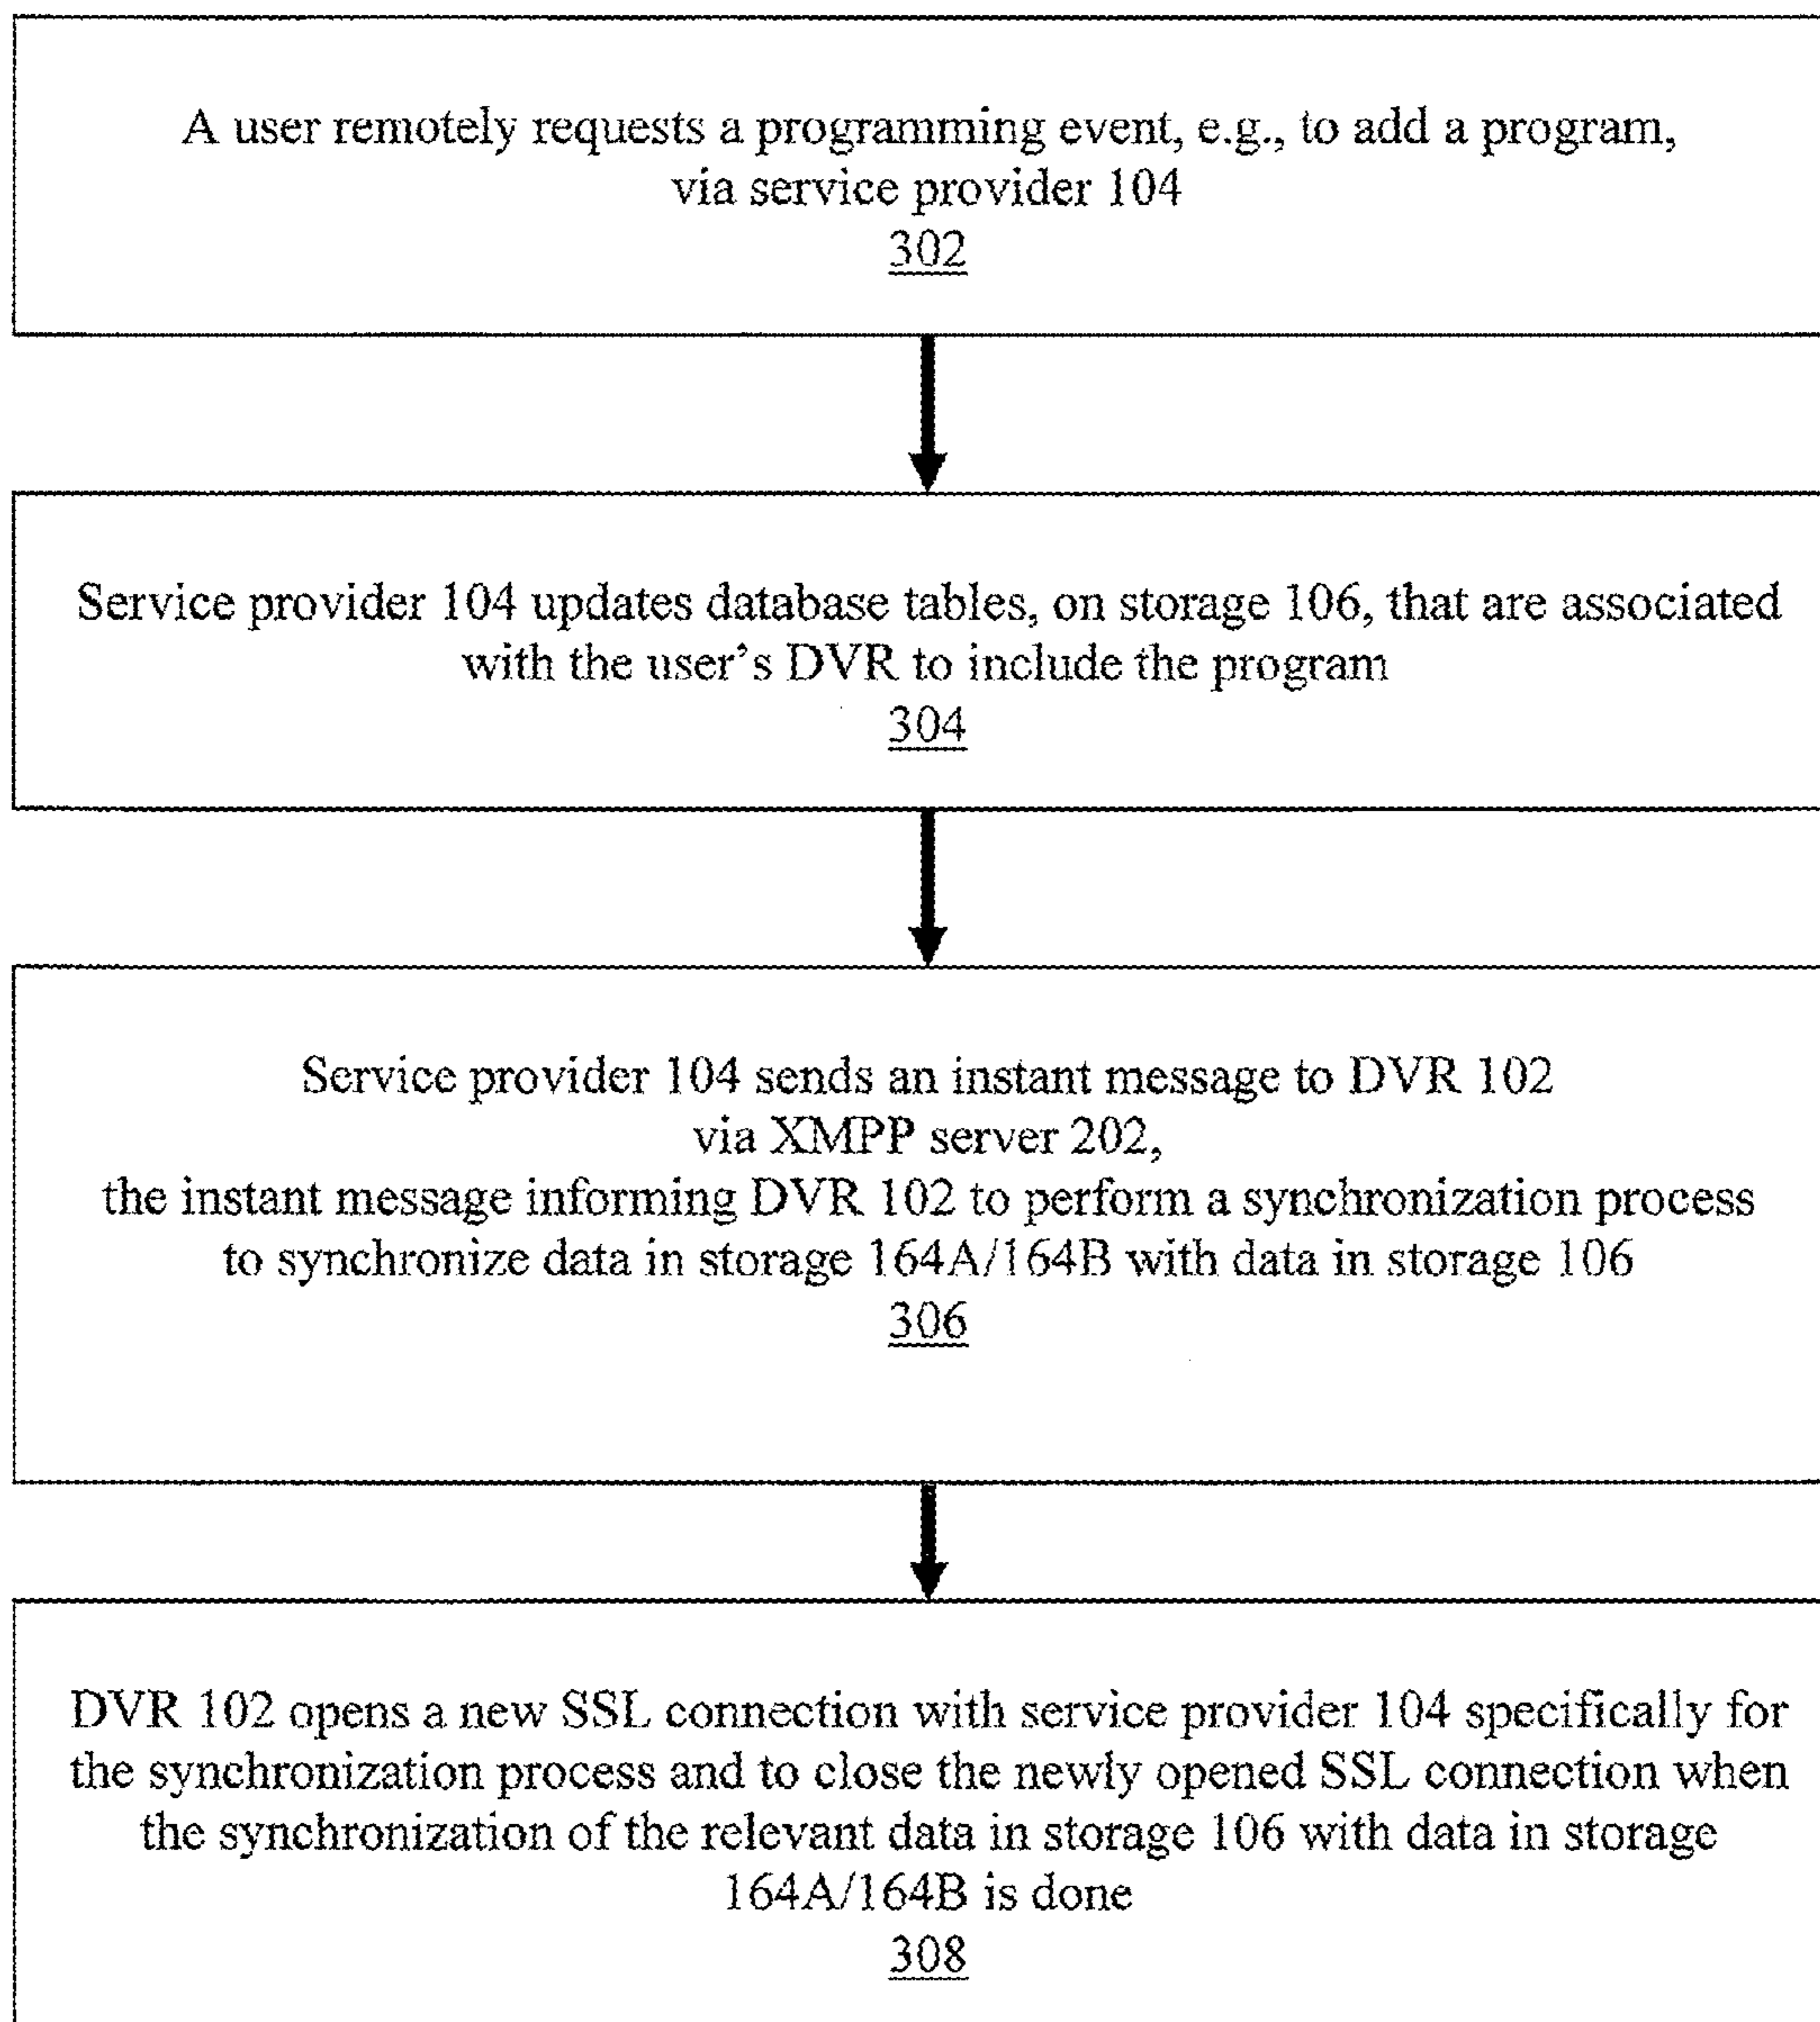 A user remotely requests a programming event, e.g., to add a program,
via service provider 104
302
Service provider 104 updates database tables, on storage 106, that are associated
with the user's DVR to include the program
304
Service provider 104 sends an instant message to DVR 102
via XMPP server 202,
the instant message informing DVR 102 to perform a synchronization process
to synchronize data in storage 164A/164B with data in storage 106
306
DVR 102 opens a new SSL connection with service provider 104 specifically for
the synchronization process and to close the newly opened SSL connection when
the synchronization of the relevant data in storage 106 with data in storage
164A/164B is done
308